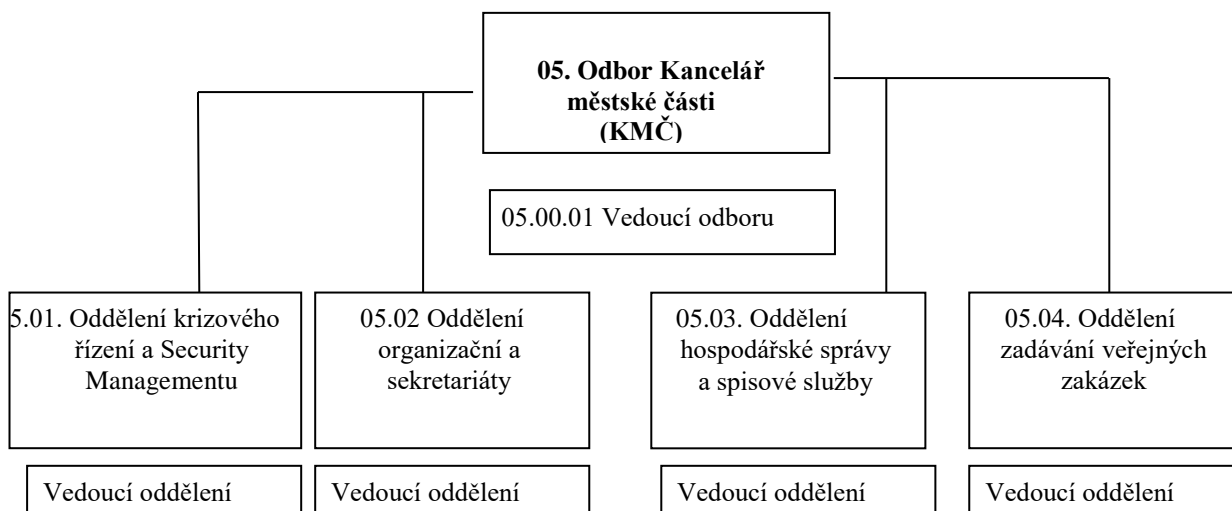 05. Odbor Kancelář
městské části
(KMČ)
05.00.01 Vedoucí odboru
5.01. Oddělení krizového
řízení a Security
Managementu
05.02 Oddělení
organizační a
sekretariáty
05.03. Oddělení
hospodářské správy
a spisové služby
05.04. Oddělení
zadávání veřejných
zakázek
Vedoucí oddělení
Vedoucí oddělení
Vedoucí oddělení
Vedoucí oddělení